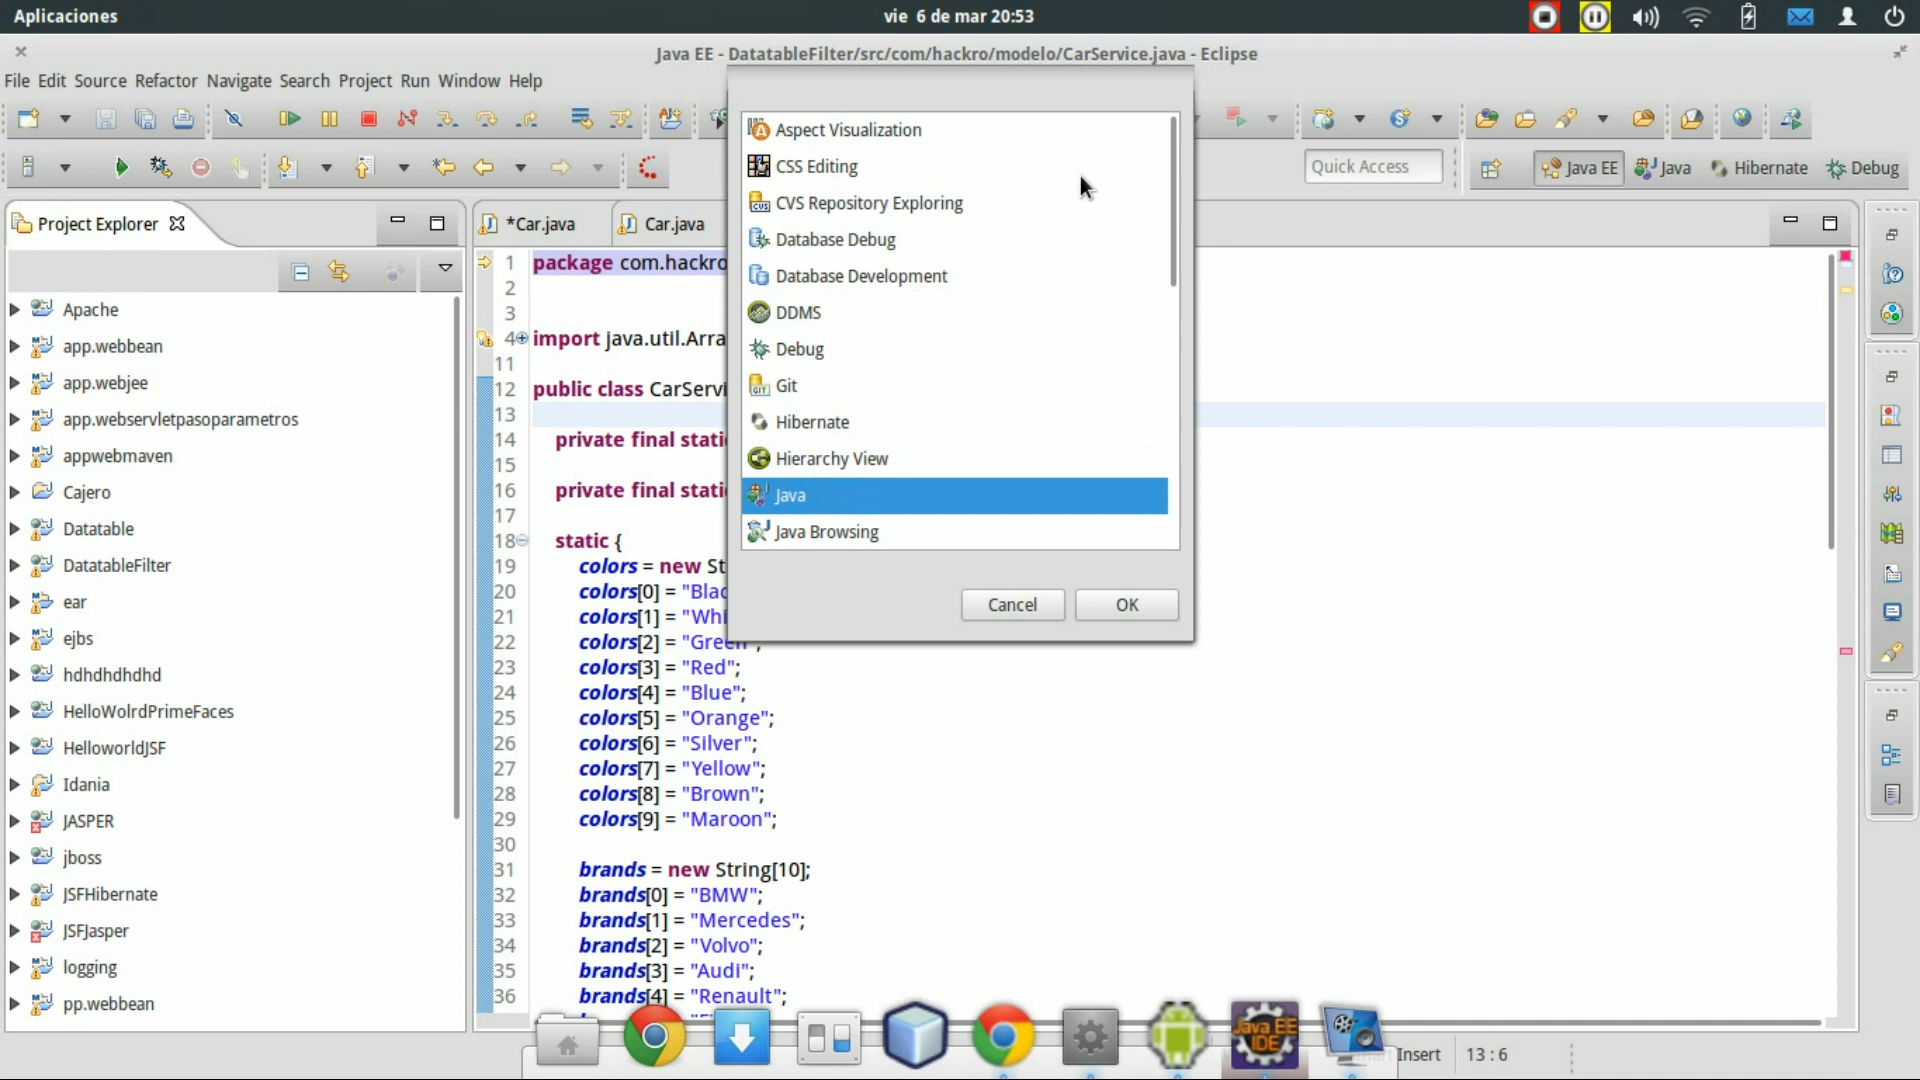 Aplicaciones
vie 6 de mar 20:53
Java EE - DatatableFilter/src/com/hackro/modelo/CarService.java - Eclipse
File Edit Source Refactor Navigate Search Project Run Window Help
Quick Access
Java EE
Java
Hibernate
Debug
Project Explorer
Apache
app.webbean
app.webjee
app.webservletpasoparametros
appwebmaven
Cajero
Datatable
DatatableFilter
ear
ejbs
hdhdhdhdhd
HelloWolrdPrimeFaces
HelloworldJSF
Idania
JASPER
jboss
JSFHibernate
JSFJasper
logging
pp.webbean
*Car.java
Car.java
1 package com.hackro
2
3
4 import java.util.Arra
11
12 public class CarServi
13
14 private final stati
15
16 private final stati
17
18 static {
19 colors = new St
20 colors[0] = "Blac
21 colors[1] = "Whi
22 colors[2] = "Green";
23 colors[3] = "Red";
24 colors[4] = "Blue";
25 colors[5] = "Orange";
26 colors[6] = "Silver";
27 colors[7] = "Yellow";
28 colors[8] = "Brown";
29 colors[9] = "Maroon";
30
31 brands = new String[10];
32 brands[0] = "BMW";
33 brands[1] = "Mercedes";
34 brands[2] = "Volvo";
35 brands[3] = "Audi";
36 brands[4] = "Renault";
Aspect Visualization
CSS Editing
CVS Repository Exploring
Database Debug
Database Development
DDMS
Debug
Git
Hibernate
Hierarchy View
Java
Java Browsing
Cancel
OK
Java EE
IDE
Insert
13 : 6